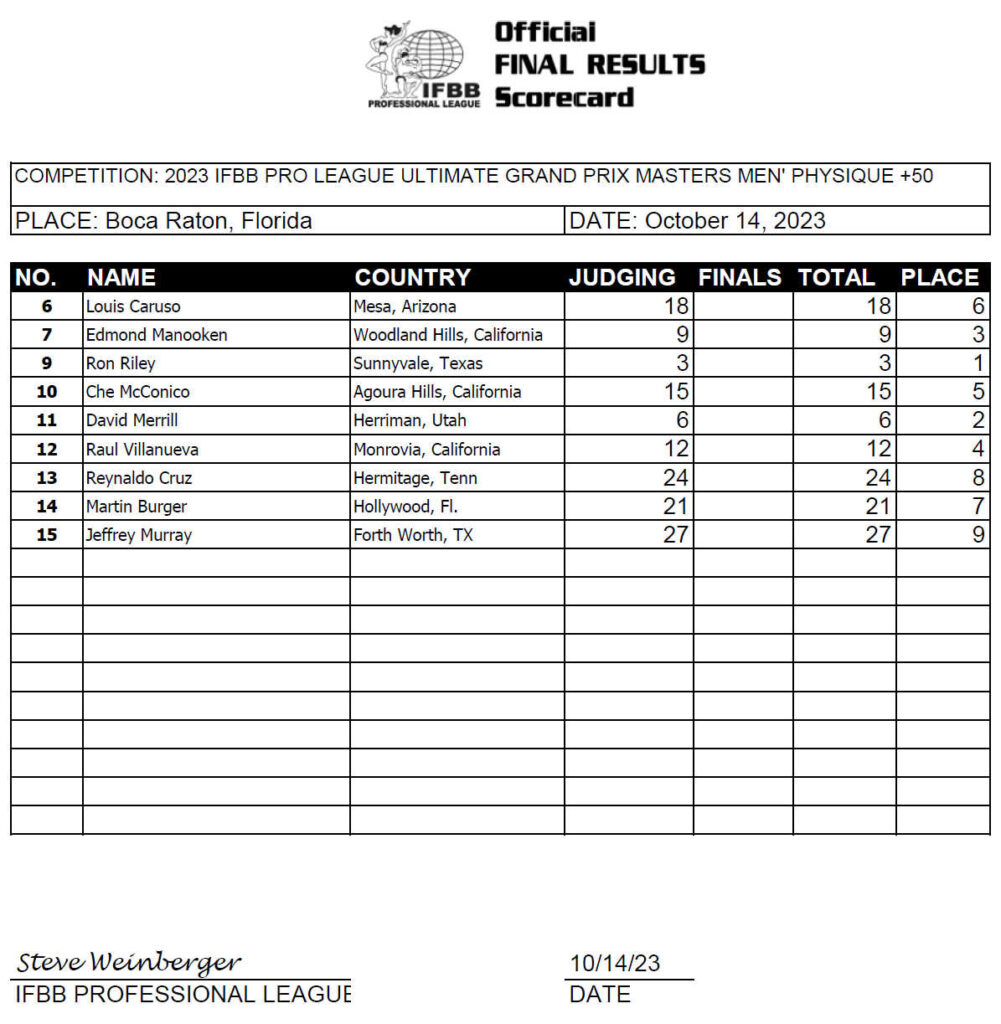 Official
FINAL RESULTS
Scorecard
IFBB
PROFESSIONAL LEAGUE
COMPETITION: 2023 IFBB PRO LEAGUE ULTIMATE GRAND PRIX MASTERS MEN' PHYSIQUE +50
PLACE: Boca Raton, Florida DATE: October 14, 2023
NO. NAME COUNTRY JUDGING FINALS TOTAL PLACE
6 Louis Caruso Mesa, Arizona 18 18 6
7 Edmond Manooken Woodland Hills, California 9 9 3
9 Ron Riley Sunnyvale, Texas 3 3 1
10 Che McConico Agoura Hills, California 15 15 5
11 David Merrill Herriman, Utah 6 6 2
12 Raul Villanueva Monrovia, California 12 12 4
13 Reynaldo Cruz Hermitage, Tenn 24 24 8
14 Martin Burger Hollywood, Fl. 21 21 7
15 Jeffrey Murray Forth Worth, TX 27 27 9
Steve Weinberger 10/14/23
IFBB PROFESSIONAL LEAGUE DATE